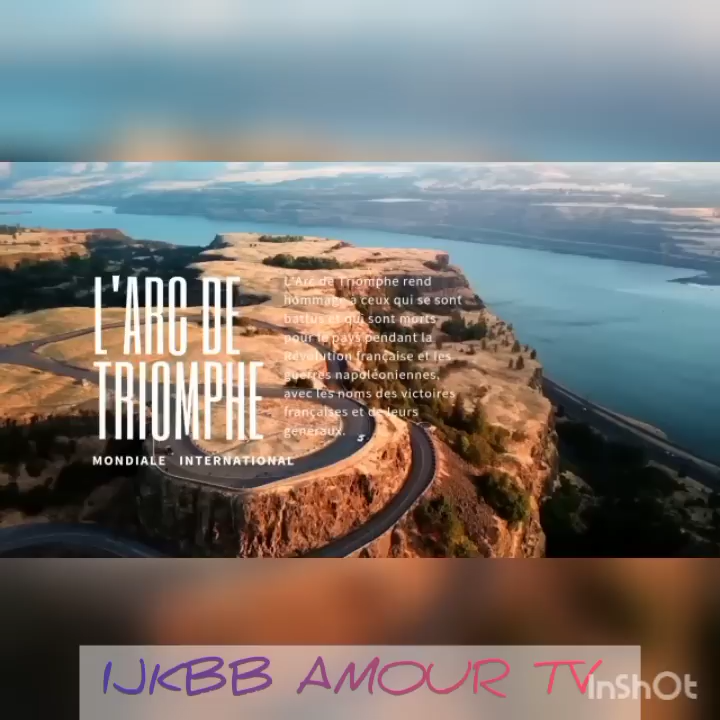 L'ARC DE
TRIOMPHE
MONDIALE INTERNATIONAL
L'Arc de Triomphe rend
hommage à ceux qui se sont
battus et qui sont morts
pour le pays pendant la
Révolution française et les
guerres napoléoniennes,
avec les noms des victoires
françaises et de leurs
généraux.
IJKBB AMOUR TV
InShOt